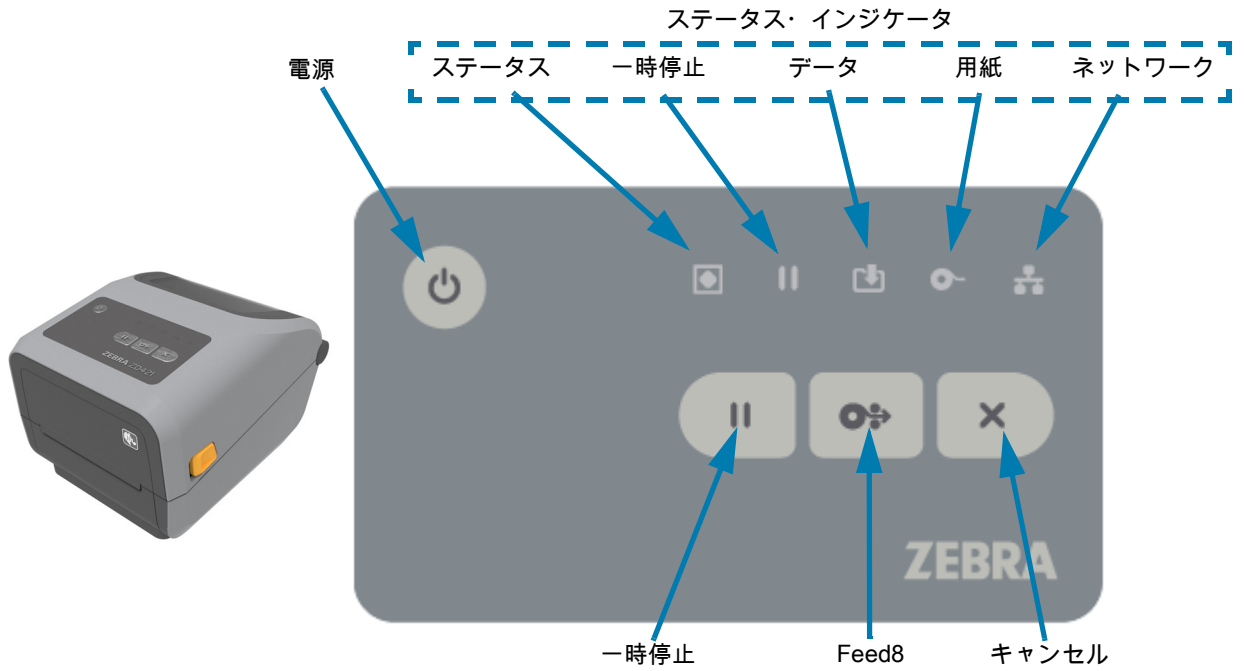 ステータス・インジケータ
電源
ステータス
一時停止
データ
用紙
ネットワーク
ZEBRA ZD421
ZEBRA
一時停止
Feed8
キャンセル